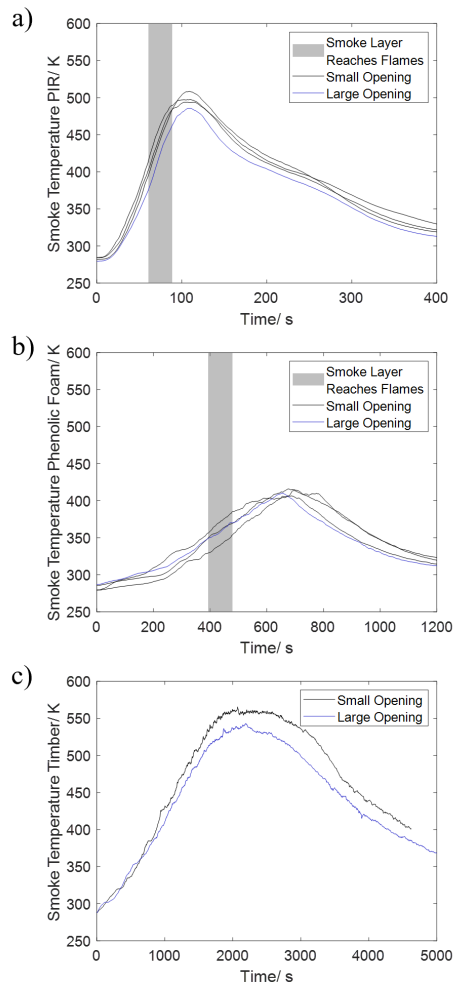 a)
600
550
500
450
400
350
300
250
Smoke Temperature PIR/ K
Smoke Layer
Reaches Flames
Small Opening
Large Opening
0 100 200 300 400
Time/ s
b)
600
550
500
450
400
350
300
250
Smoke Temperature Phenolic Foam/ K
Smoke Layer
Reaches Flames
Small Opening
Large Opening
0 200 400 600 800 1000 1200
Time/ s
c)
600
550
500
450
400
350
300
250
Smoke Temperature Timber/ K
Small Opening
Large Opening
0 1000 2000 3000 4000 5000
Time/ s